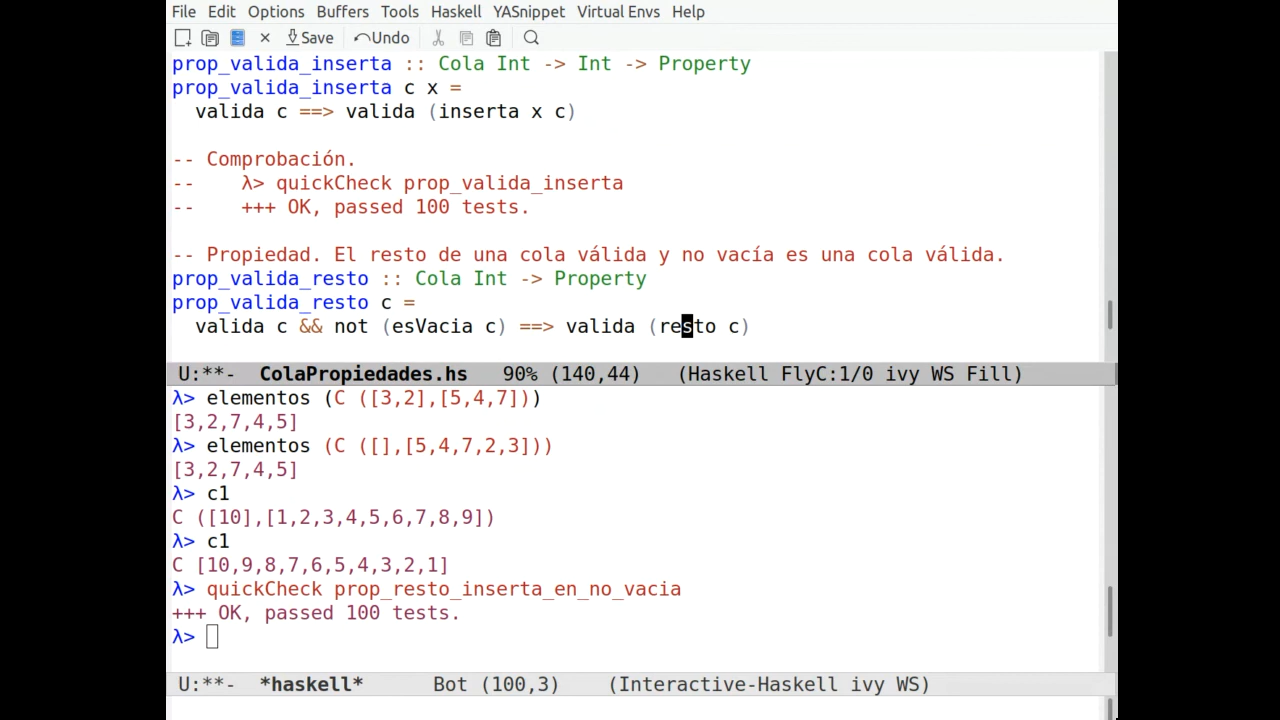 File Edit Options Buffers Tools Haskell YASnippet Virtual Envs Help
Save Undo
prop_valida_inserta :: Cola Int -> Int -> Property
prop_valida_inserta c x =
valida c ==> valida (inserta x c)
-- Comprobación.
-- λ> quickCheck prop_valida_inserta
-- +++ OK, passed 100 tests.
-- Propiedad. El resto de una cola válida y no vacía es una cola válida.
prop_valida_resto :: Cola Int -> Property
prop_valida_resto c =
valida c && not (esVacia c) ==> valida (resto c)
U:**- ColaPropiedades.hs 90% (140,44) (Haskell FlyC:1/0 ivy WS Fill)
λ> elementos (C ([3,2],[5,4,7]))
[3,2,7,4,5]
λ> elementos (C ([],[5,4,7,2,3]))
[3,2,7,4,5]
λ> c1
C ([10],[1,2,3,4,5,6,7,8,9])
λ> c1
C [10,9,8,7,6,5,4,3,2,1]
λ> quickCheck prop_resto_inserta_en_no_vacia
+++ OK, passed 100 tests.
λ>
U:**- *haskell* Bot (100,3) (Interactive-Haskell ivy WS)